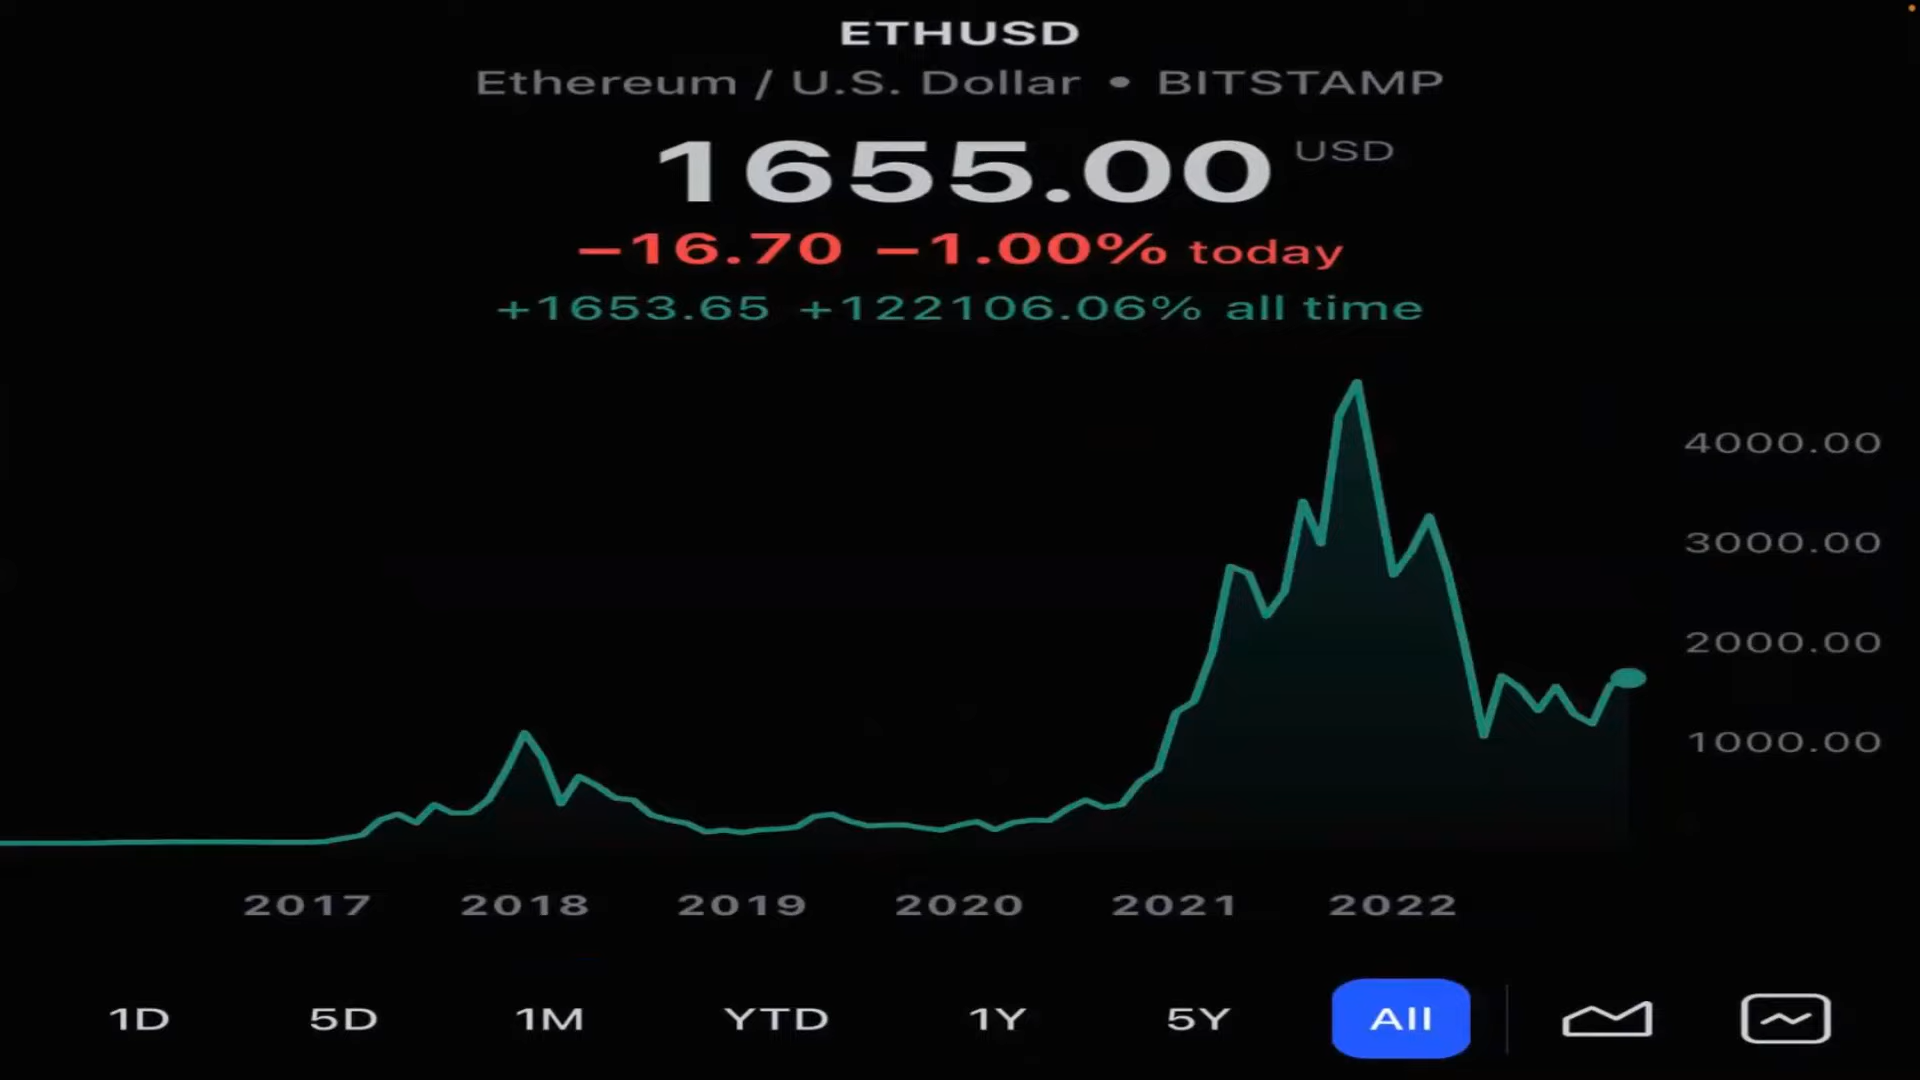 ETHUSD
Ethereum / U.S. Dollar • BITSTAMP
1655.00 USD
−16.70 −1.00% today
+1653.65 +122106.06% all time
4000.00
3000.00
2000.00
1000.00
2017 2018 2019 2020 2021 2022
1D 5D 1M YTD 1Y 5Y All